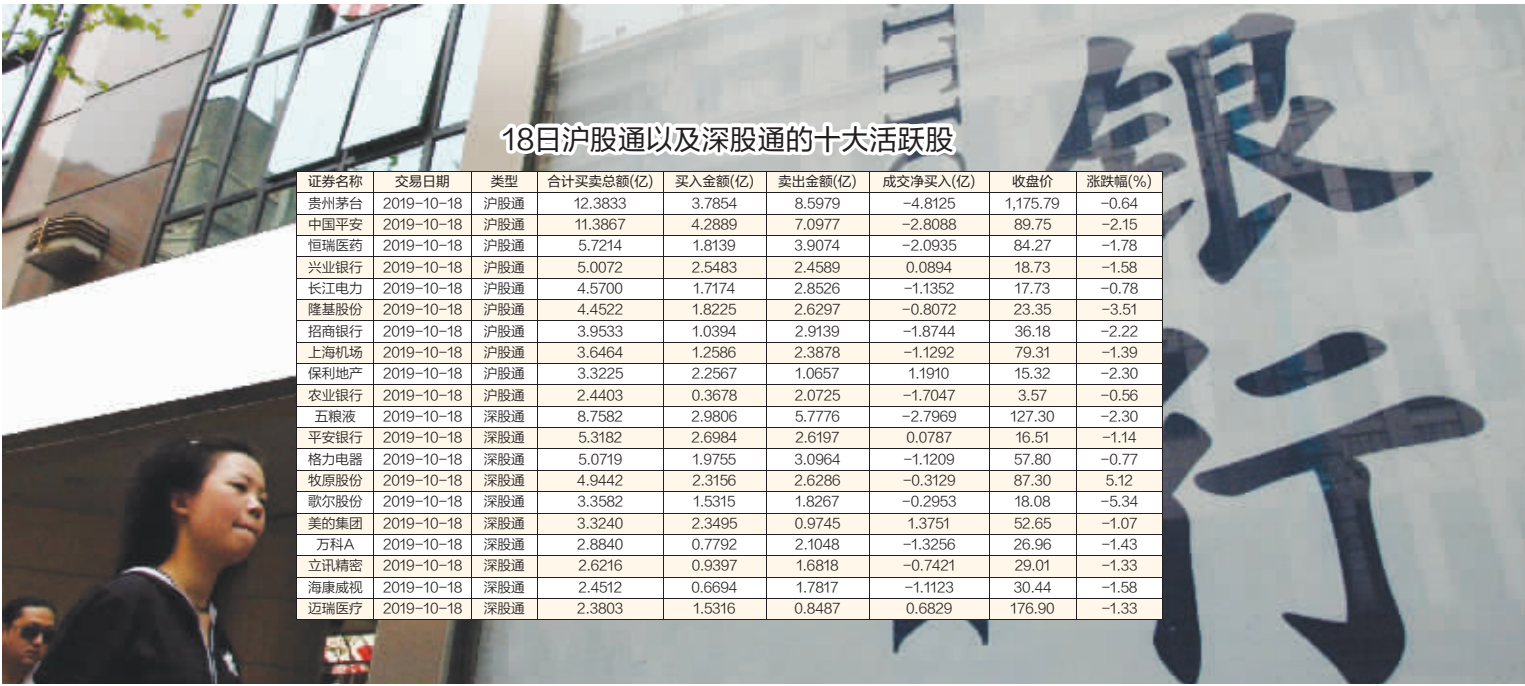 银
行
18日沪股通以及深股通的十大活跃股
证券名称 交易日期 类型 合计买卖总额(亿) 买入金额(亿) 卖出金额(亿) 成交净买入(亿) 收盘价 涨跌幅(%)
贵州茅台 2019-10-18 沪股通 12.3833 3.7854 8.5979 -4.8125 1,175.79 -0.64
中国平安 2019-10-18 沪股通 11.3867 4.2889 7.0977 -2.8088 89.75 -2.15
恒瑞医药 2019-10-18 沪股通 5.7214 1.8139 3.9074 -2.0935 84.27 -1.78
兴业银行 2019-10-18 沪股通 5.0072 2.5483 2.4589 0.0894 18.73 -1.58
长江电力 2019-10-18 沪股通 4.5700 1.7174 2.8526 -1.1352 17.73 -0.78
隆基股份 2019-10-18 沪股通 4.4522 1.8225 2.6297 -0.8072 23.35 -3.51
招商银行 2019-10-18 沪股通 3.9533 1.0394 2.9139 -1.8744 36.18 -2.22
上海机场 2019-10-18 沪股通 3.6464 1.2586 2.3878 -1.1292 79.31 -1.39
保利地产 2019-10-18 沪股通 3.3225 2.2567 1.0657 1.1910 15.32 -2.30
农业银行 2019-10-18 沪股通 2.4403 0.3678 2.0725 -1.7047 3.57 -0.56
五粮液 2019-10-18 深股通 8.7582 2.9806 5.7776 -2.7969 127.30 -2.30
平安银行 2019-10-18 深股通 5.3182 2.6984 2.6197 0.0787 16.51 -1.14
格力电器 2019-10-18 深股通 5.0719 1.9755 3.0964 -1.1209 57.80 -0.77
牧原股份 2019-10-18 深股通 4.9442 2.3156 2.6286 -0.3129 87.30 5.12
歌尔股份 2019-10-18 深股通 3.3582 1.5315 1.8267 -0.2953 18.08 -5.34
美的集团 2019-10-18 深股通 3.3240 2.3495 0.9745 1.3751 52.65 -1.07
万科A 2019-10-18 深股通 2.8840 0.7792 2.1048 -1.3256 26.96 -1.43
立讯精密 2019-10-18 深股通 2.6216 0.9397 1.6818 -0.7421 29.01 -1.33
海康威视 2019-10-18 深股通 2.4512 0.6694 1.7817 -1.1123 30.44 -1.58
迈瑞医疗 2019-10-18 深股通 2.3803 1.5316 0.8487 0.6829 176.90 -1.33